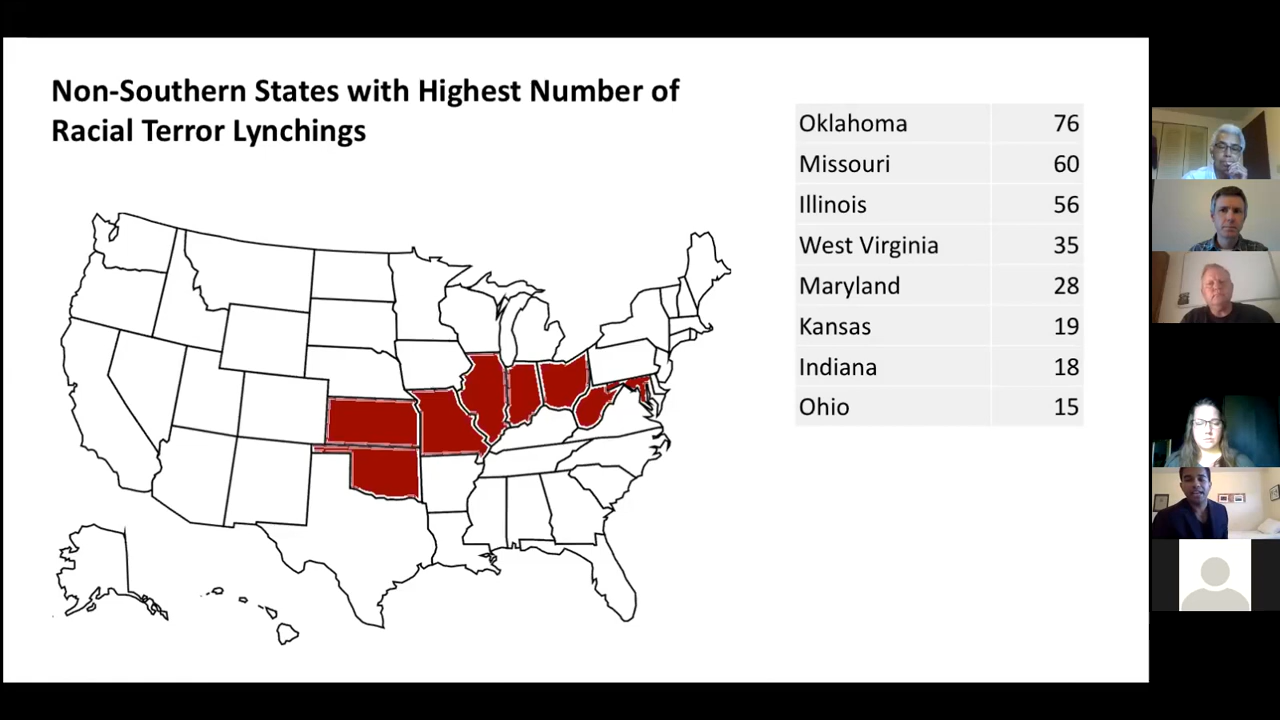 Non-Southern States with Highest Number of
Racial Terror Lynchings
Oklahoma 76
Missouri 60
Illinois 56
West Virginia 35
Maryland 28
Kansas 19
Indiana 18
Ohio 15